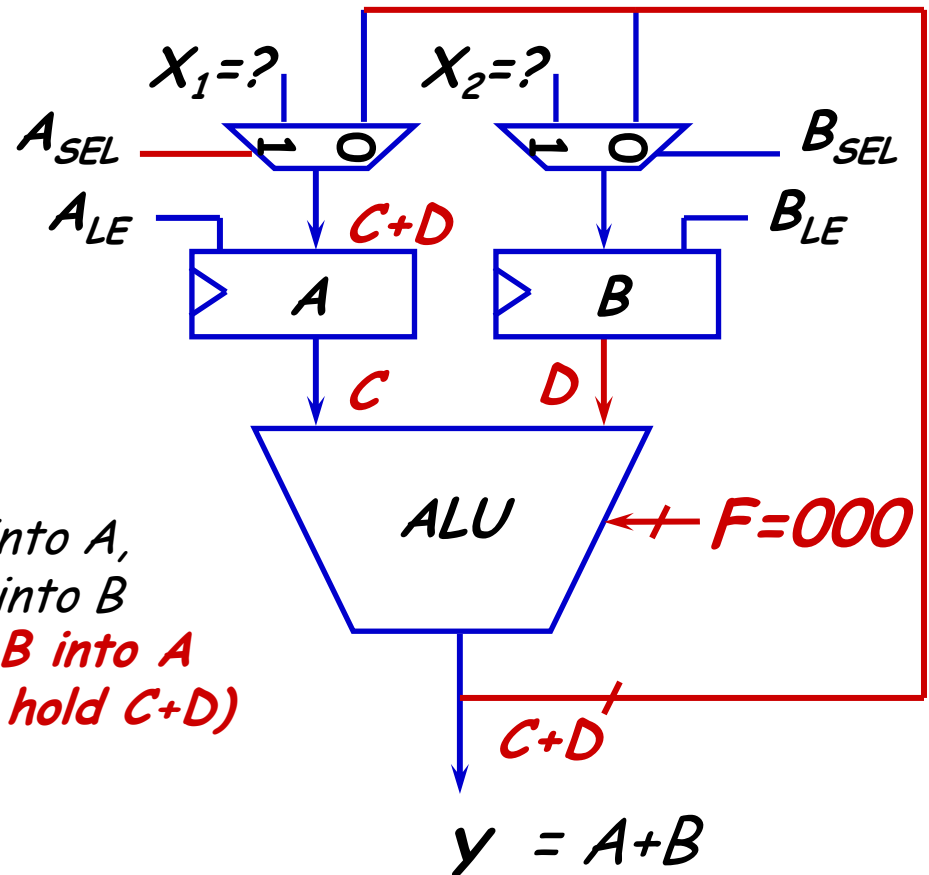 X1=? X2=?
ASEL 1 0 1 0 BSEL
ALE C+D BLE
A B
C D
ALU F=000
into A,
into B
B into A
hold C+D)
C+D
y = A+B